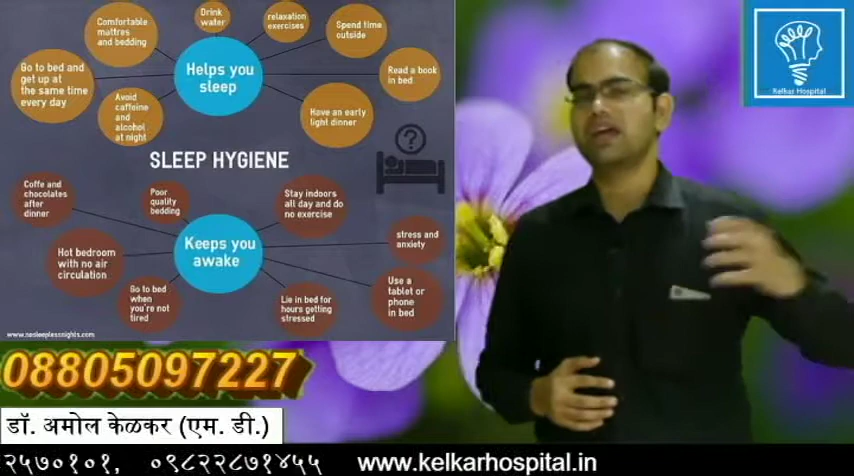 Comfortable
mattres
and bedding
Drink
water
relaxation
exercises
Spend time
outside
Go to bed and
get up at
the same time
every day
Helps you
sleep
Read a book
in bed
Avoid
caffeine
and
alcohol
at night
Have an early
light dinner
SLEEP HYGIENE
?
Coffe and
chocolates
after
dinner
Poor
quality
bedding
Stay indoors
all day and do
no exercise
Hot bedroom
with no air
circulation
Keeps you
awake
stress and
anxiety
Go to bed
when
you're not
tired
Lie in bed for
hours getting
stressed
Use a
tablet or
phone
in bed
www.nosleeplessnights.com
Kelkar Hospital
08805097227
डॉ. अमोल केळकर (एम. डी.)
२५७०१०१, ०९८२२८७१४५५ www.kelkarhospital.in